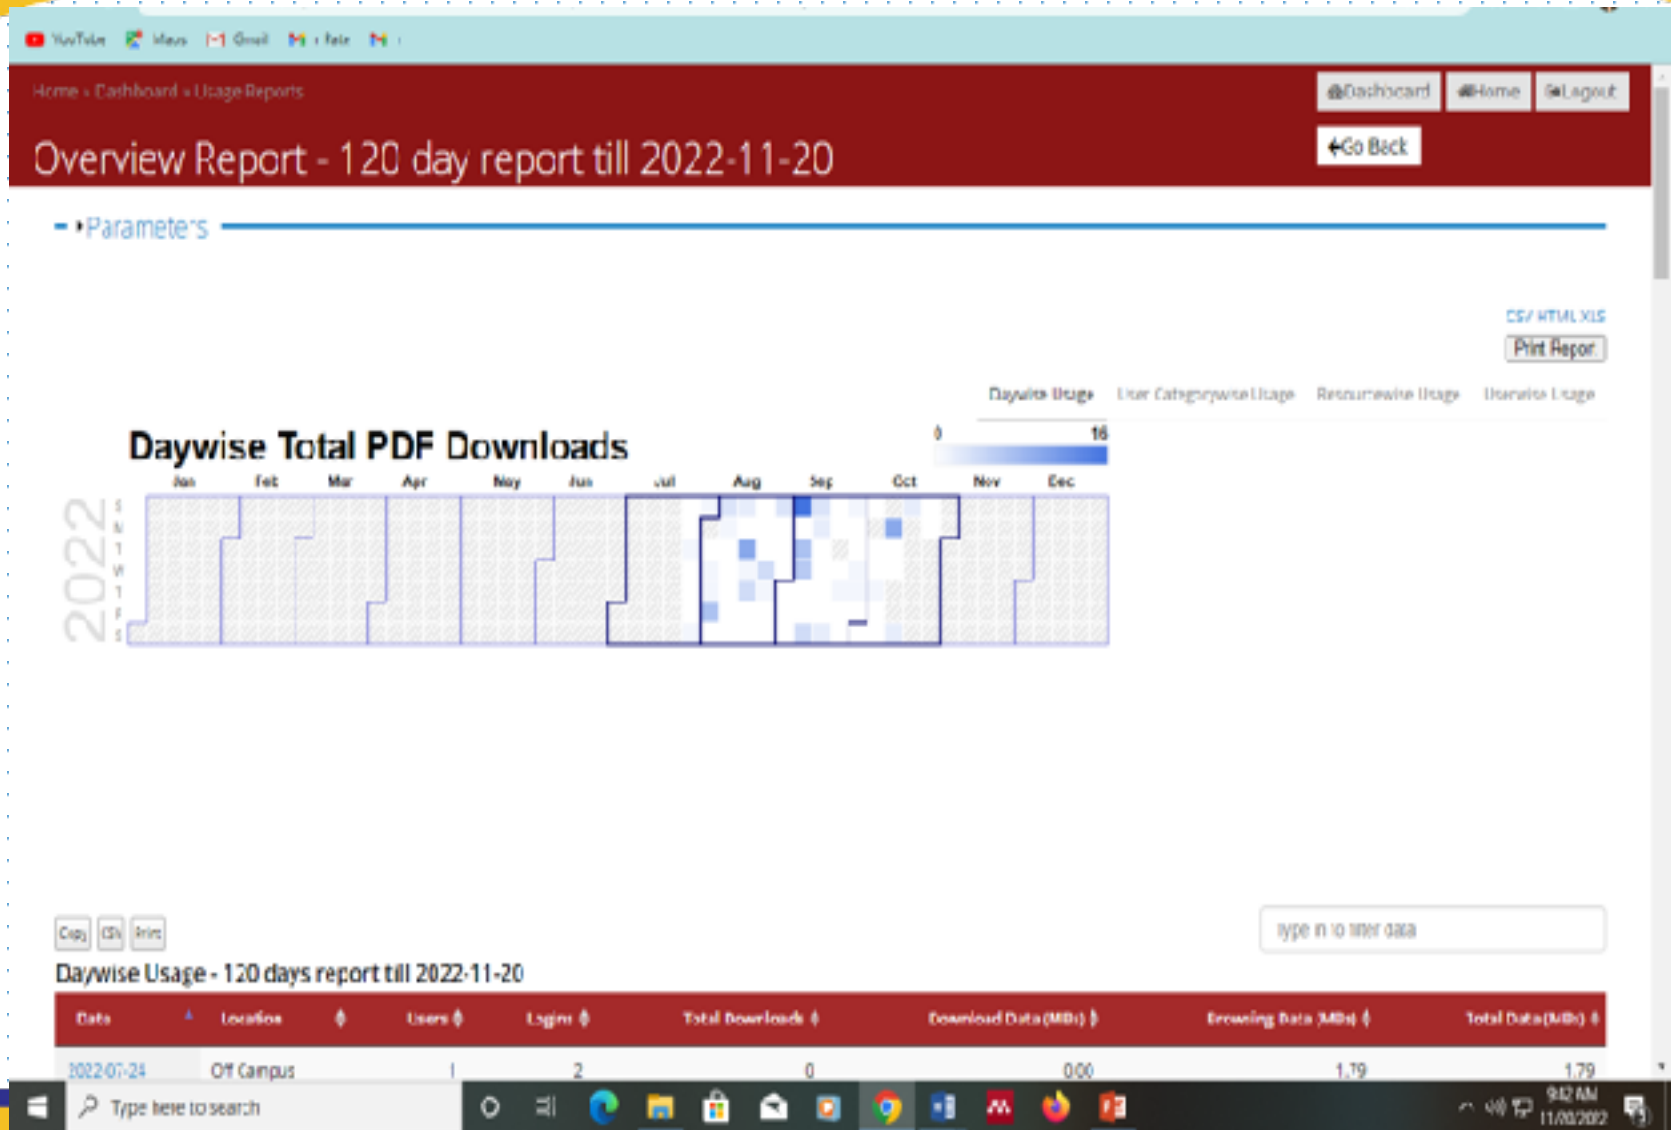 YouTube Maps Gmail
Home » Dashboard » Usage Reports
Dashboard Home Logout
Go Back
Overview Report - 120 day report till 2022-11-20
Parameters
CSV HTML XLS
Print Report
Daywise Usage User Categorywise Usage Resourcewise Usage Userwise Usage
Daywise Total PDF Downloads
0 16
Jan Feb Mar Apr May Jun Jul Aug Sep Oct Nov Dec
2022
S
M
T
W
T
F
S
Copy CSV Print
Type in to filter data
Daywise Usage - 120 days report till 2022-11-20
Date Location Users Logins Total Downloads Download Data (MBs) Browsing Data (MBs) Total Data (MBs)
2022-07-24 Off Campus 1 2 0 0.00 1.79 1.79
Type here to search
9:42 AM